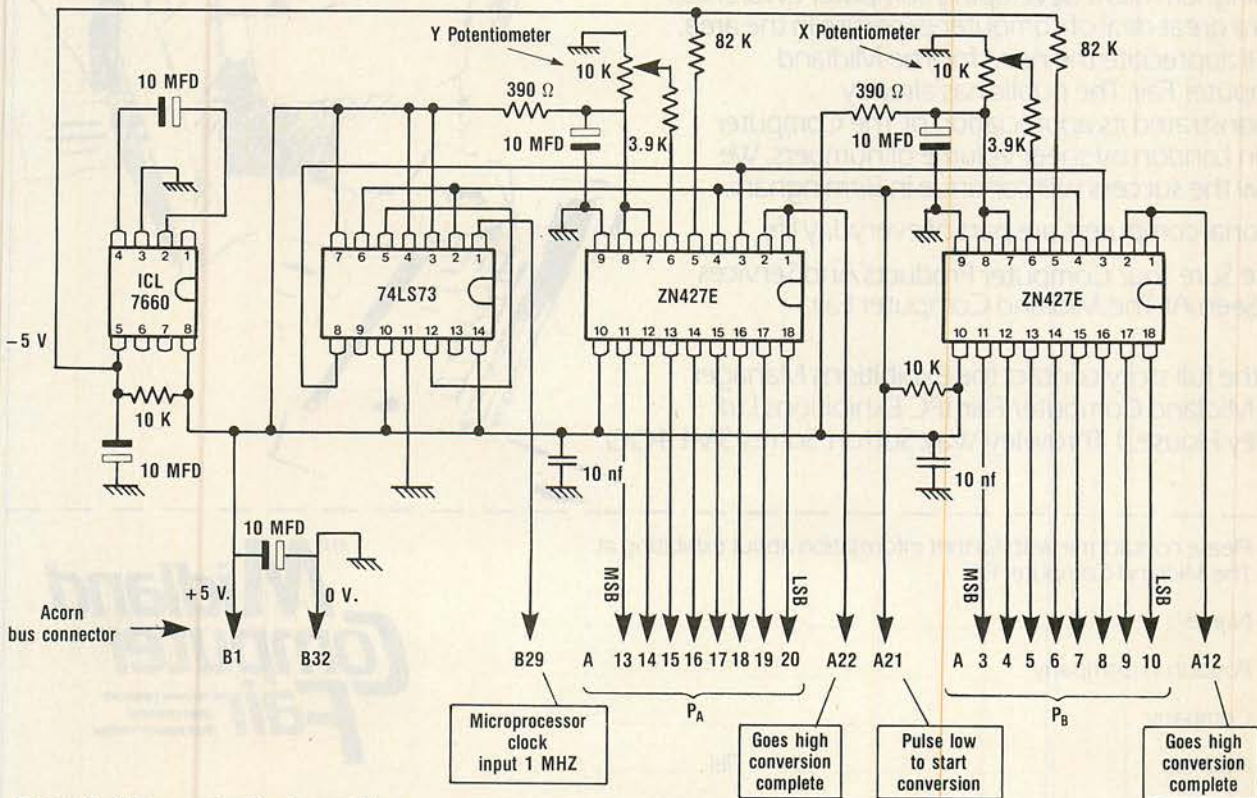 82 K
82 K
Y Potentiometer
X Potentiometer
10 MFD
10 K
10 K
390 Ω
390 Ω
10 MFD
3.9 K
10 MFD
3.9 K
4 3 2 1
7 6 5 4 3 2 1
9 8 7 6 5 4 3 2 1
9 8 7 6 5 4 3 2 1
ICL
7660
74LS73
ZN427E
ZN427E
5 6 7 8
8 9 10 11 12 13 14
10 11 12 13 14 15 16 17 18
10 11 12 13 14 15 16 17 18
−5 V
10 K
10 K
10 MFD
10 nf
10 nf
10 MFD
MSB
LSB
MSB
LSB
+5 V.
0 V.
Acorn
bus connector
B1
B32
B29
A 13 14 15 16 17 18 19 20
A22
A21
A 3 4 5 6 7 8 9 10
A12
PA
PB
Microprocessor
clock
input 1 MHZ
Goes high
conversion
complete
Pulse low
to start
conversion
Goes high
conversion
complete
Midland
Computer
Fair